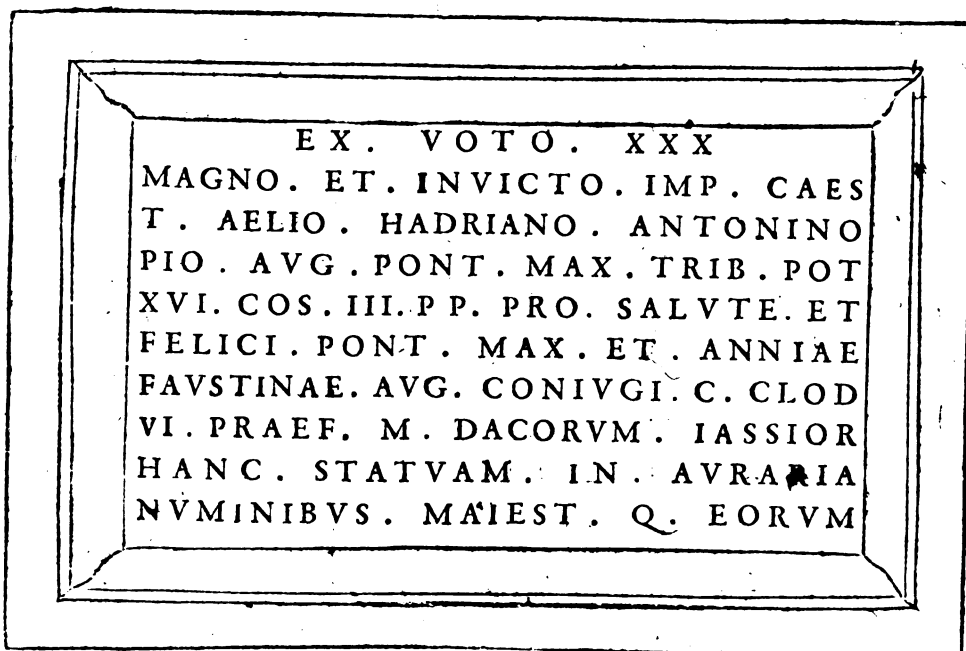 EX. VOTO. XXX
MAGNO. ET. INVICTO. IMP. CAES
T. AELIO. HADRIANO. ANTONINO
PIO. AVG. PONT. MAX. TRIB. POT
XVI. COS. III. PP. PRO. SALVTE. ET
FELICI. PONT. MAX. ET. ANNIAE
FAVSTINAE. AVG. CONIVGI. C. CLOD
VI. PRAEF. M. DACORVM. IASSIOR
HANC. STATVAM. IN. AVRARIA
NVMINIBVS. MAIEST. Q. EORVM